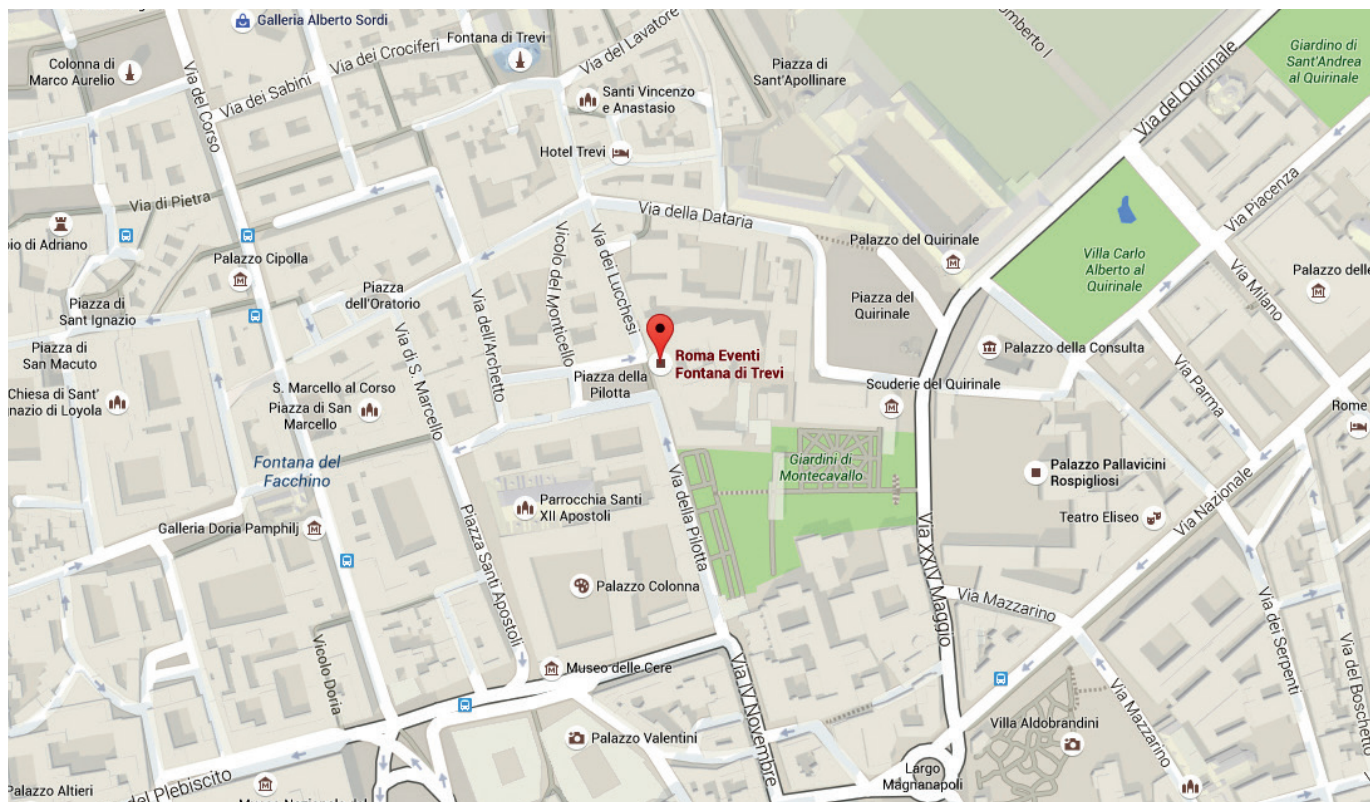 Galleria Alberto Sordi
Colonna di
Marco Aurelio
Via dei Crociferi
Via dei Sabini
Via del Corso
Fontana di Trevi
Via del Lavatore
Santi Vincenzo
e Anastasio
Piazza di
Sant'Apollinare
Via del Quirinale
Giardino di
Sant'Andrea
al Quirinale
Hotel Trevi
Via di Pietra
Via della Dataria
Palazzo del Quirinale
Via Piacenza
Villa Carlo
Alberto al
Quirinale
Via Milano
Palazzo delle
di Adriano
Palazzo Cipolla
Piazza di
Sant Ignazio
Piazza
dell'Oratorio
Vicolo del Monticello
Via dei Lucchesi
Piazza del
Quirinale
Piazza di
San Macuto
Via di S. Marcello
Via dell'Archetto
Roma Eventi
Fontana di Trevi
Palazzo della Consulta
Via Parma
Chiesa di Sant'
Ignazio di Loyola
S. Marcello al Corso
Piazza di San
Marcello
Piazza della
Pilotta
Scuderie del Quirinale
Rome
Fontana del
Facchino
Giardini di
Montecavallo
Palazzo Pallavicini
Rospigliosi
Via Nazionale
Galleria Doria Pamphilj
Parrocchia Santi
XII Apostoli
Via della Pilotta
Teatro Eliseo
Piazza Santi Apostoli
Palazzo Colonna
Via XXIV Maggio
Via Mazzarino
Via dei Serpenti
Via del Boschetto
Vicolo Doria
Museo delle Cere
Via IV Novembre
Villa Aldobrandini
Via Mazzarino
Palazzo Valentini
Largo
Magnanapoli
Palazzo Altieri
del Plebiscito